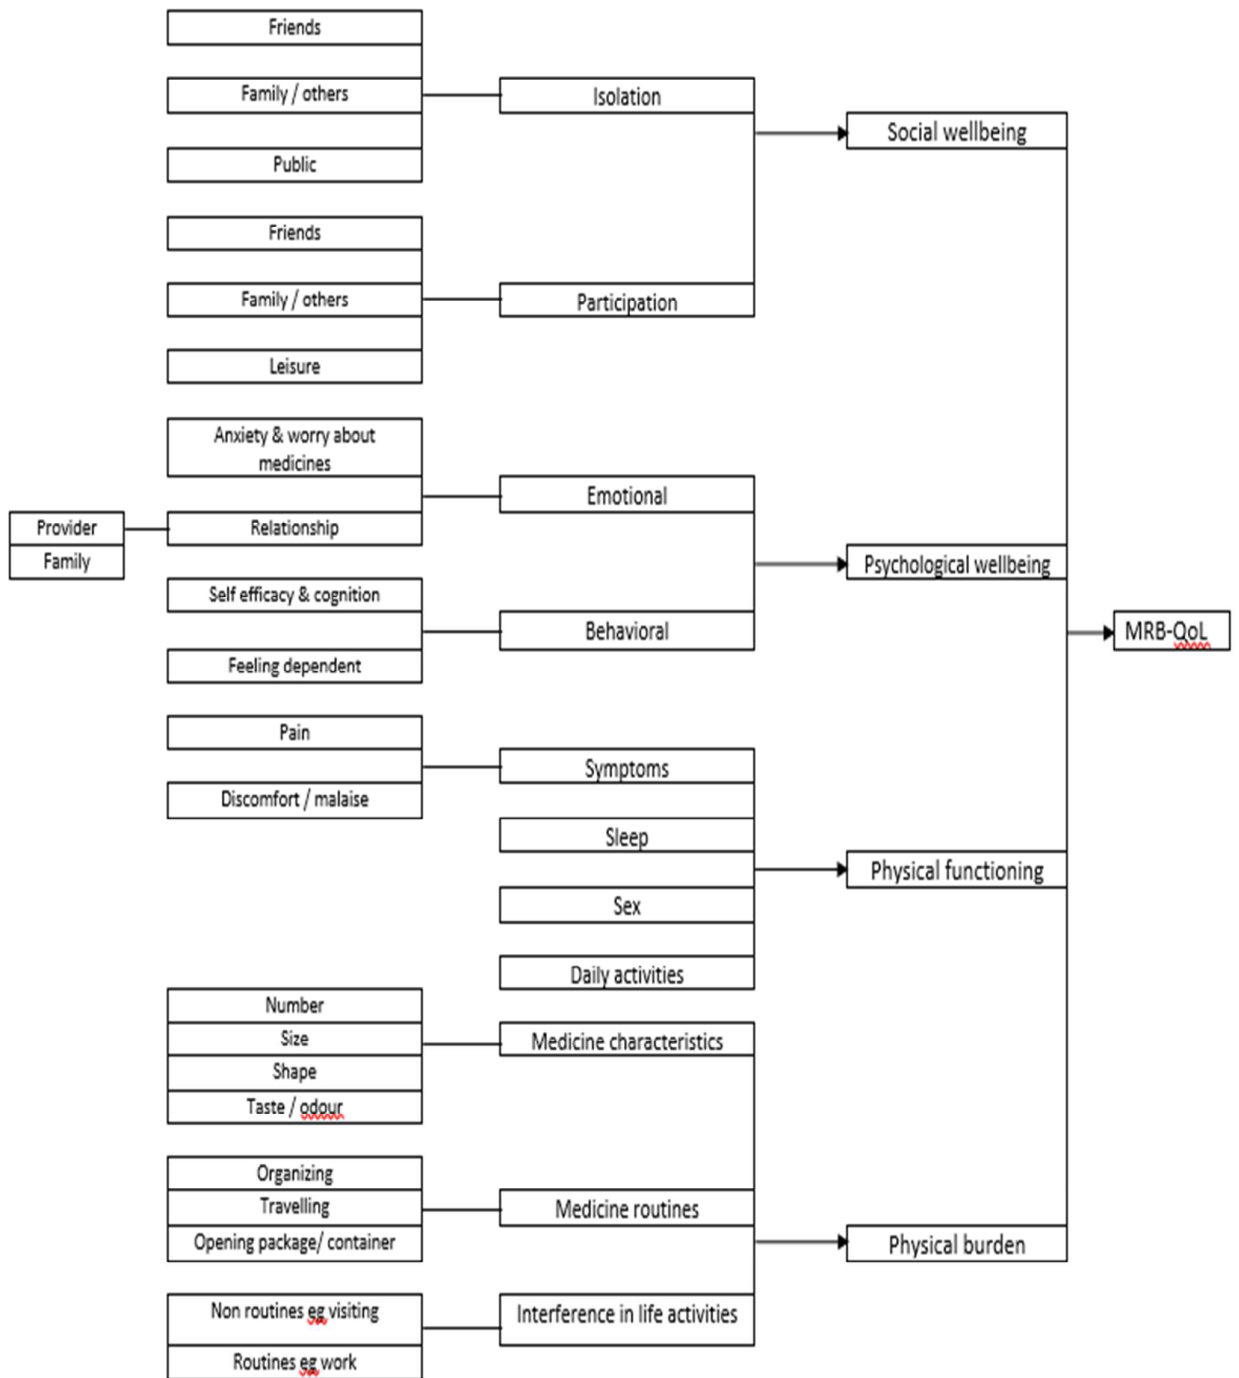 Friends
Family / others
Isolation
Social wellbeing
Public
Friends
Family / others
Participation
Leisure
Anxiety & worry about
medicines
Emotional
Provider
Relationship
Family
Psychological wellbeing
Self efficacy & cognition
Behavioral
MRB-QoL
Feeling dependent
Pain
Symptoms
Discomfort / malaise
Sleep
Physical functioning
Sex
Daily activities
Number
Size
Medicine characteristics
Shape
Taste / odour
Organizing
Travelling
Medicine routines
Opening package/ container
Physical burden
Non routines eg visiting
Interference in life activities
Routines eg work